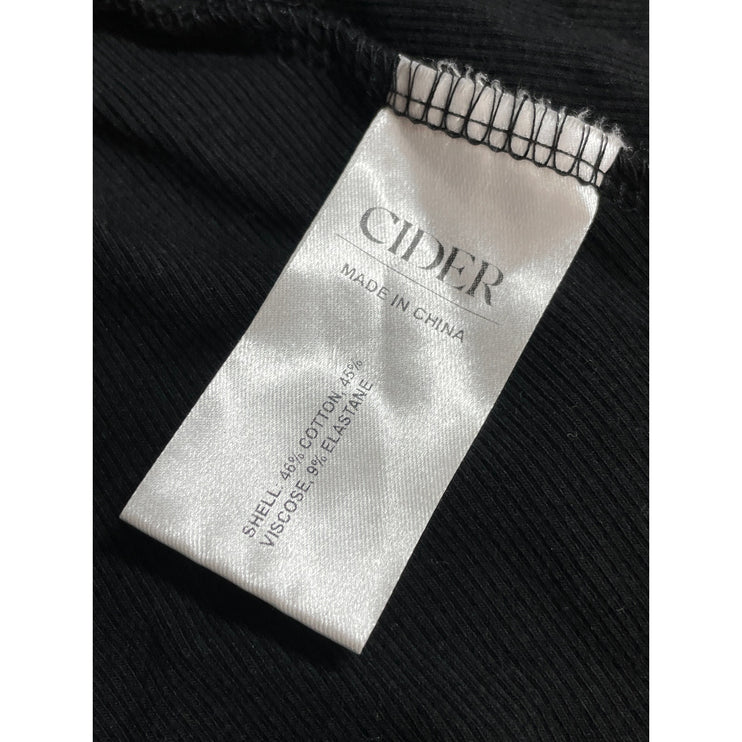 CIDER
MADE IN CHINA
SHELL. 46% COTTON, 45%
VISCOSE, 9% ELASTANE